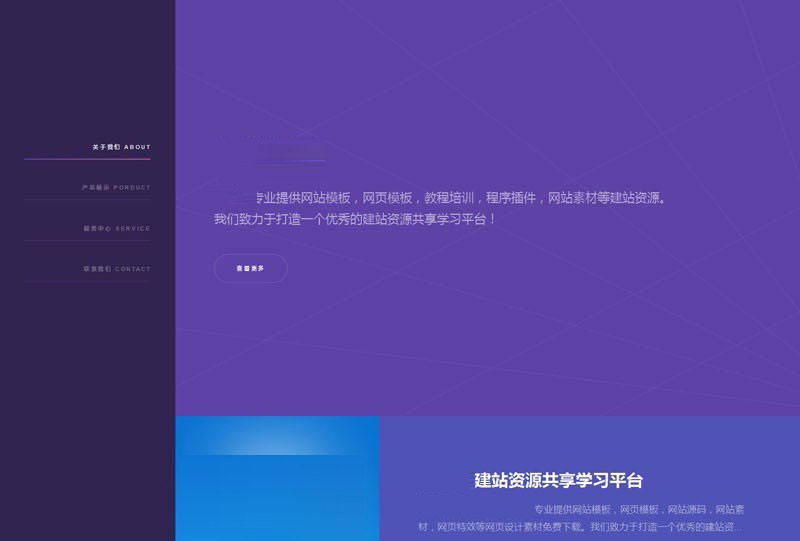 关于我们 ABOUT
产品展示 PORDUCT
服务中心 SERVICE
联系我们 CONTACT
专业提供网站模板，网页模板，教程培训，程序插件，网站素材等建站资源。
我们致力于打造一个优秀的建站资源共享学习平台！
查看更多
建站资源共享学习平台
专业提供网站模板，网页模板，网站源码，网站素
材，网页特效等网页设计素材免费下载。我们致力于打造一个优秀的建站资...